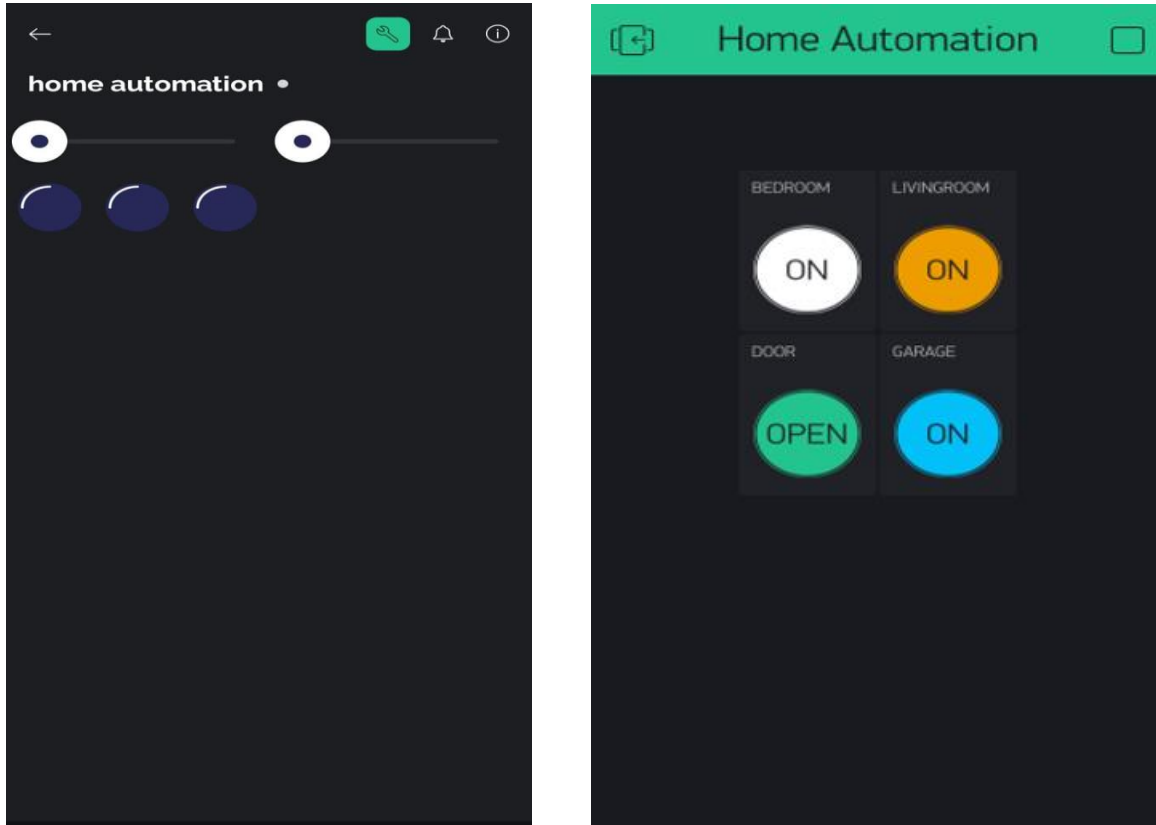 home automation
Home Automation
BEDROOM LIVINGROOM
ON ON
DOOR GARAGE
OPEN ON